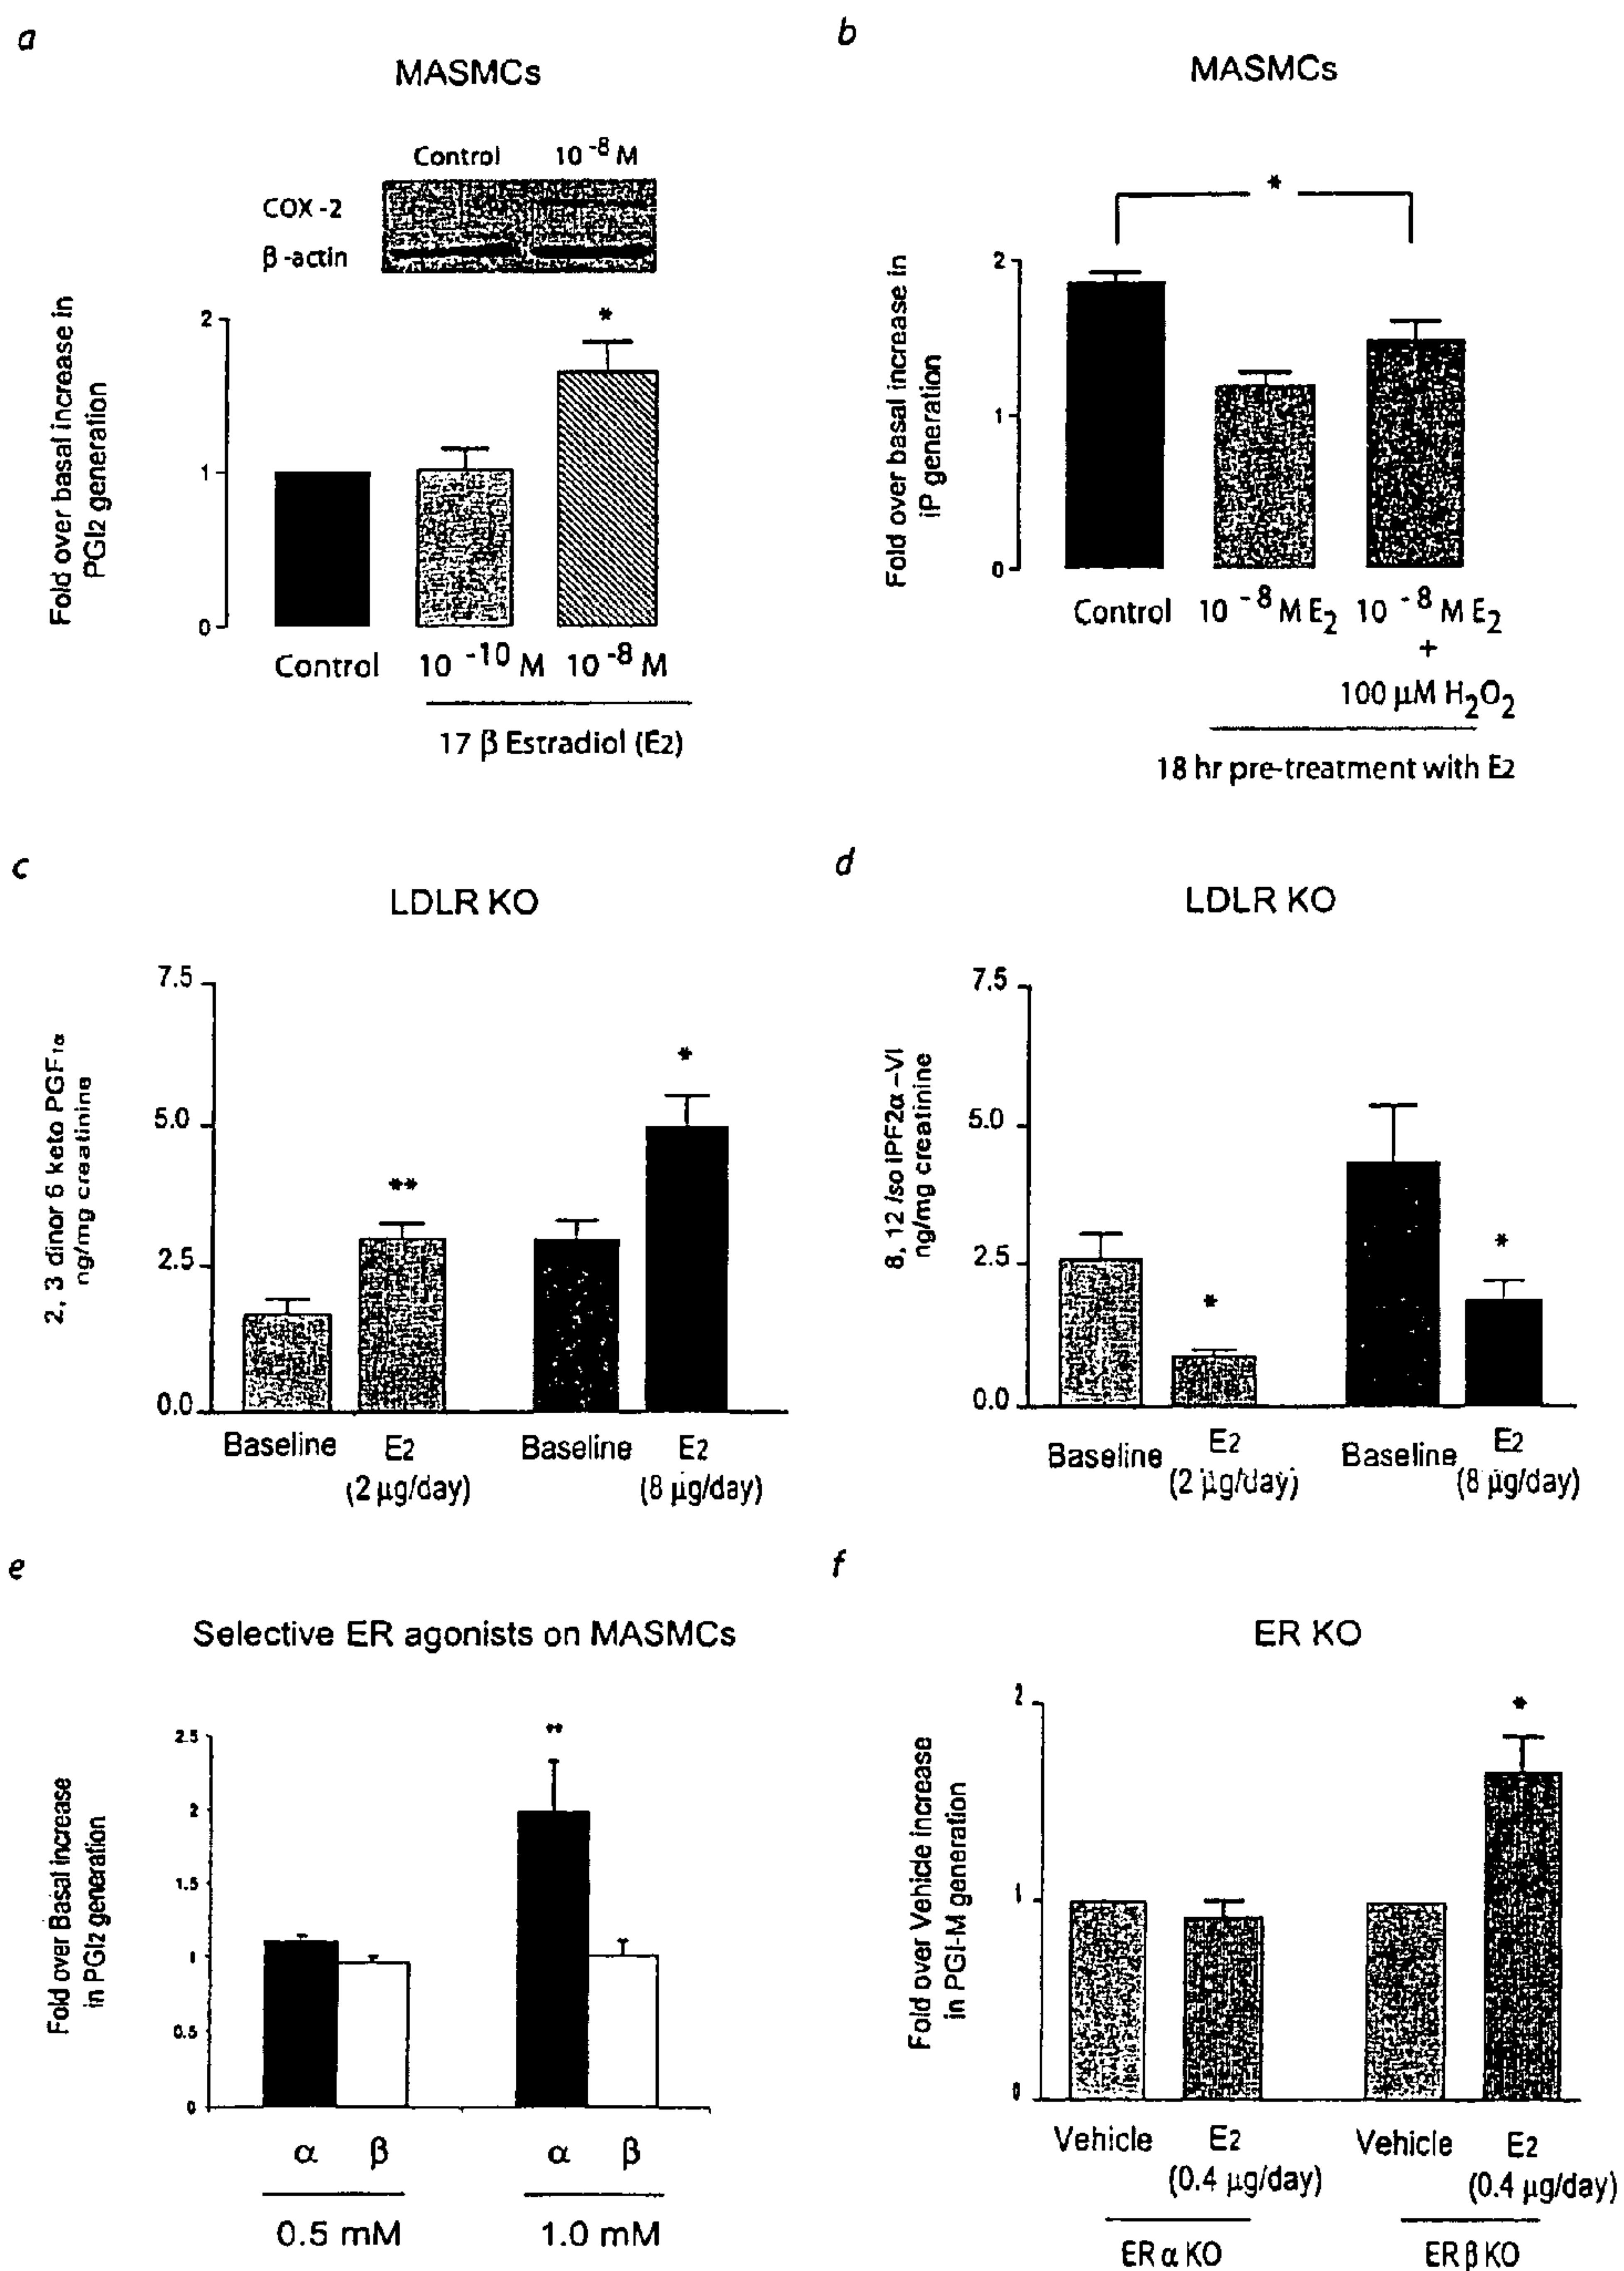 a
MASMCs
Control 10 -8 M
COX -2
β -actin
Fold over basal increase in
PGI2 generation
2
*
1
0
Control 10 -10 M 10 -8 M
17 β Estradiol (E2)
b
MASMCs
*
Fold over basal increase in
iP generation
2
1
0
Control 10 -8 M E2 10 -8 M E2
+
100 µM H2O2
18 hr pre-treatment with E2
c
LDLR KO
2, 3 dinor 6 keto PGF1α
ng/mg creatinine
7.5
*
5.0
**
2.5
0.0
Baseline E2 Baseline E2
(2 µg/day) (8 µg/day)
d
LDLR KO
8, 12 Iso iPF2α –VI
ng/mg creatinine
7.5
5.0
*
2.5
*
0.0
Baseline E2 Baseline E2
(2 µg/day) (8 µg/day)
e
Selective ER agonists on MASMCs
Fold over Basal increase
in PGI2 generation
**
2.5
2
1.5
1
0.5
0
α β α β
0.5 mM 1.0 mM
f
ER KO
Fold over Vehicle increase
in PGI-M generation
2
*
1
0
Vehicle E2 Vehicle E2
(0.4 µg/day) (0.4 µg/day)
ER α KO ER β KO